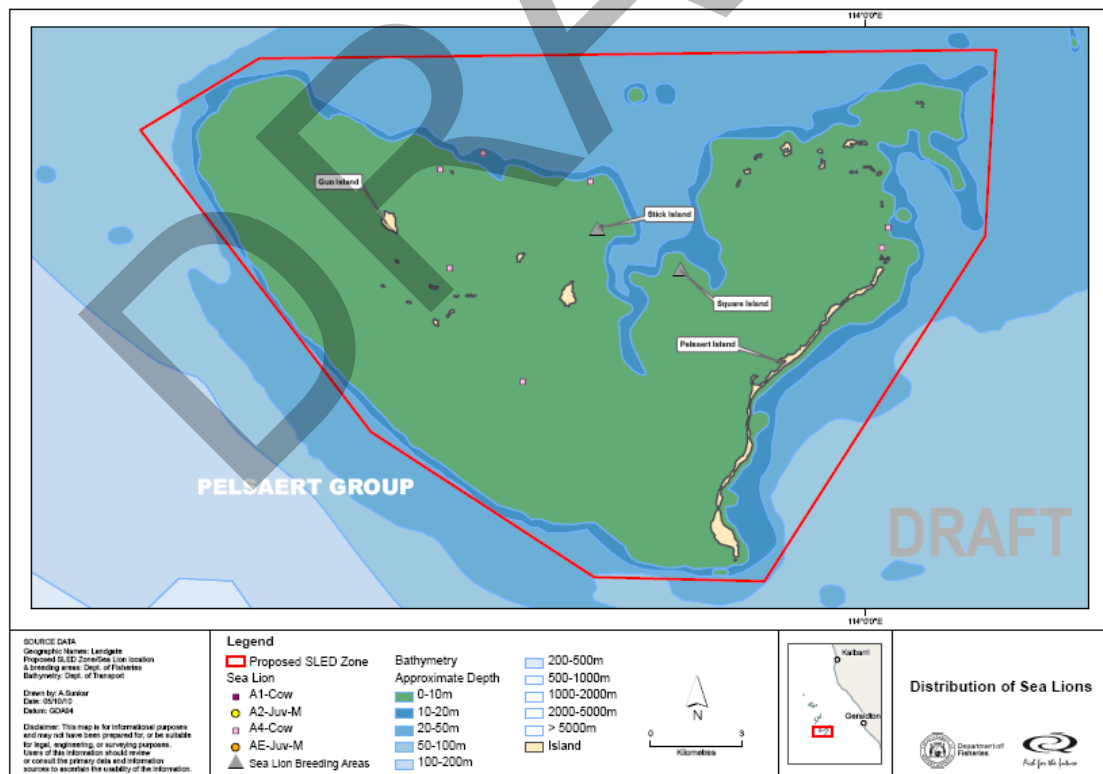 114°0'0"E
Gun Island
Stick Island
Square Island
Pelsaert Island
PELSAERT GROUP
DRAFT
DRAFT
114°0'0"E
SOURCE DATA
Geographic Names: Landgate
Proposed SLED Zone/Sea Lion location
& breeding areas: Dept. of Fisheries
Bathymetry: Dept. of Transport
Drawn by: A.Sunkar
Date: 05/10/10
Datum: GDA94
Disclaimer: This map is for informational purposes
and may not have been prepared for, or be suitable
for legal, engineering, or surveying purposes.
Users of this information should review
or consult the primary data and information
sources to ascertain the usability of the information.
Legend
Proposed SLED Zone
Sea Lion
A1-Cow
A2-Juv-M
A4-Cow
AE-Juv-M
Sea Lion Breeding Areas
Bathymetry
Approximate Depth
0-10m
10-20m
20-50m
50-100m
100-200m
200-500m
500-1000m
1000-2000m
2000-5000m
> 5000m
Island
N
0 3
Kilometres
Kalbarri
Geraldton
Distribution of Sea Lions
Department of
Fisheries
Fish for the future